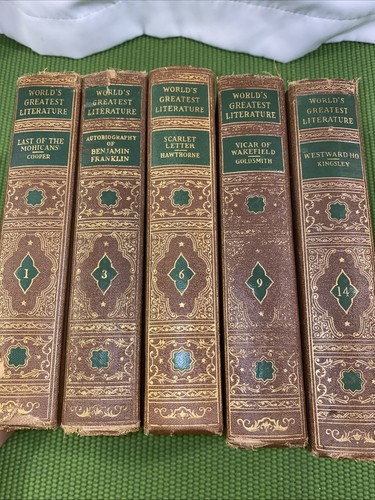 WORLD'S
GREATEST
LITERATURE
LAST OF THE
MOHICANS
COOPER
1
WORLD'S
GREATEST
LITERATURE
AUTOBIOGRAPHY
OF
BENJAMIN
FRANKLIN
3
WORLD'S
GREATEST
LITERATURE
SCARLET
LETTER
HAWTHORNE
6
WORLD'S
GREATEST
LITERATURE
VICAR OF
WAKEFIELD
GOLDSMITH
9
WORLD'S
GREATEST
LITERATURE
WESTWARD HO
KINGSLEY
14